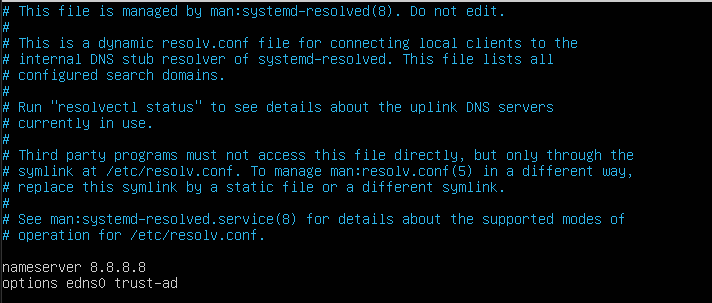 # This file is managed by man:systemd-resolved(8). Do not edit.
#
# This is a dynamic resolv.conf file for connecting local clients to the
# internal DNS stub resolver of systemd-resolved. This file lists all
# configured search domains.
#
# Run "resolvectl status" to see details about the uplink DNS servers
# currently in use.
#
# Third party programs must not access this file directly, but only through the
# symlink at /etc/resolv.conf. To manage man:resolv.conf(5) in a different way,
# replace this symlink by a static file or a different symlink.
#
# See man:systemd-resolved.service(8) for details about the supported modes of
# operation for /etc/resolv.conf.

nameserver 8.8.8.8
options edns0 trust-ad